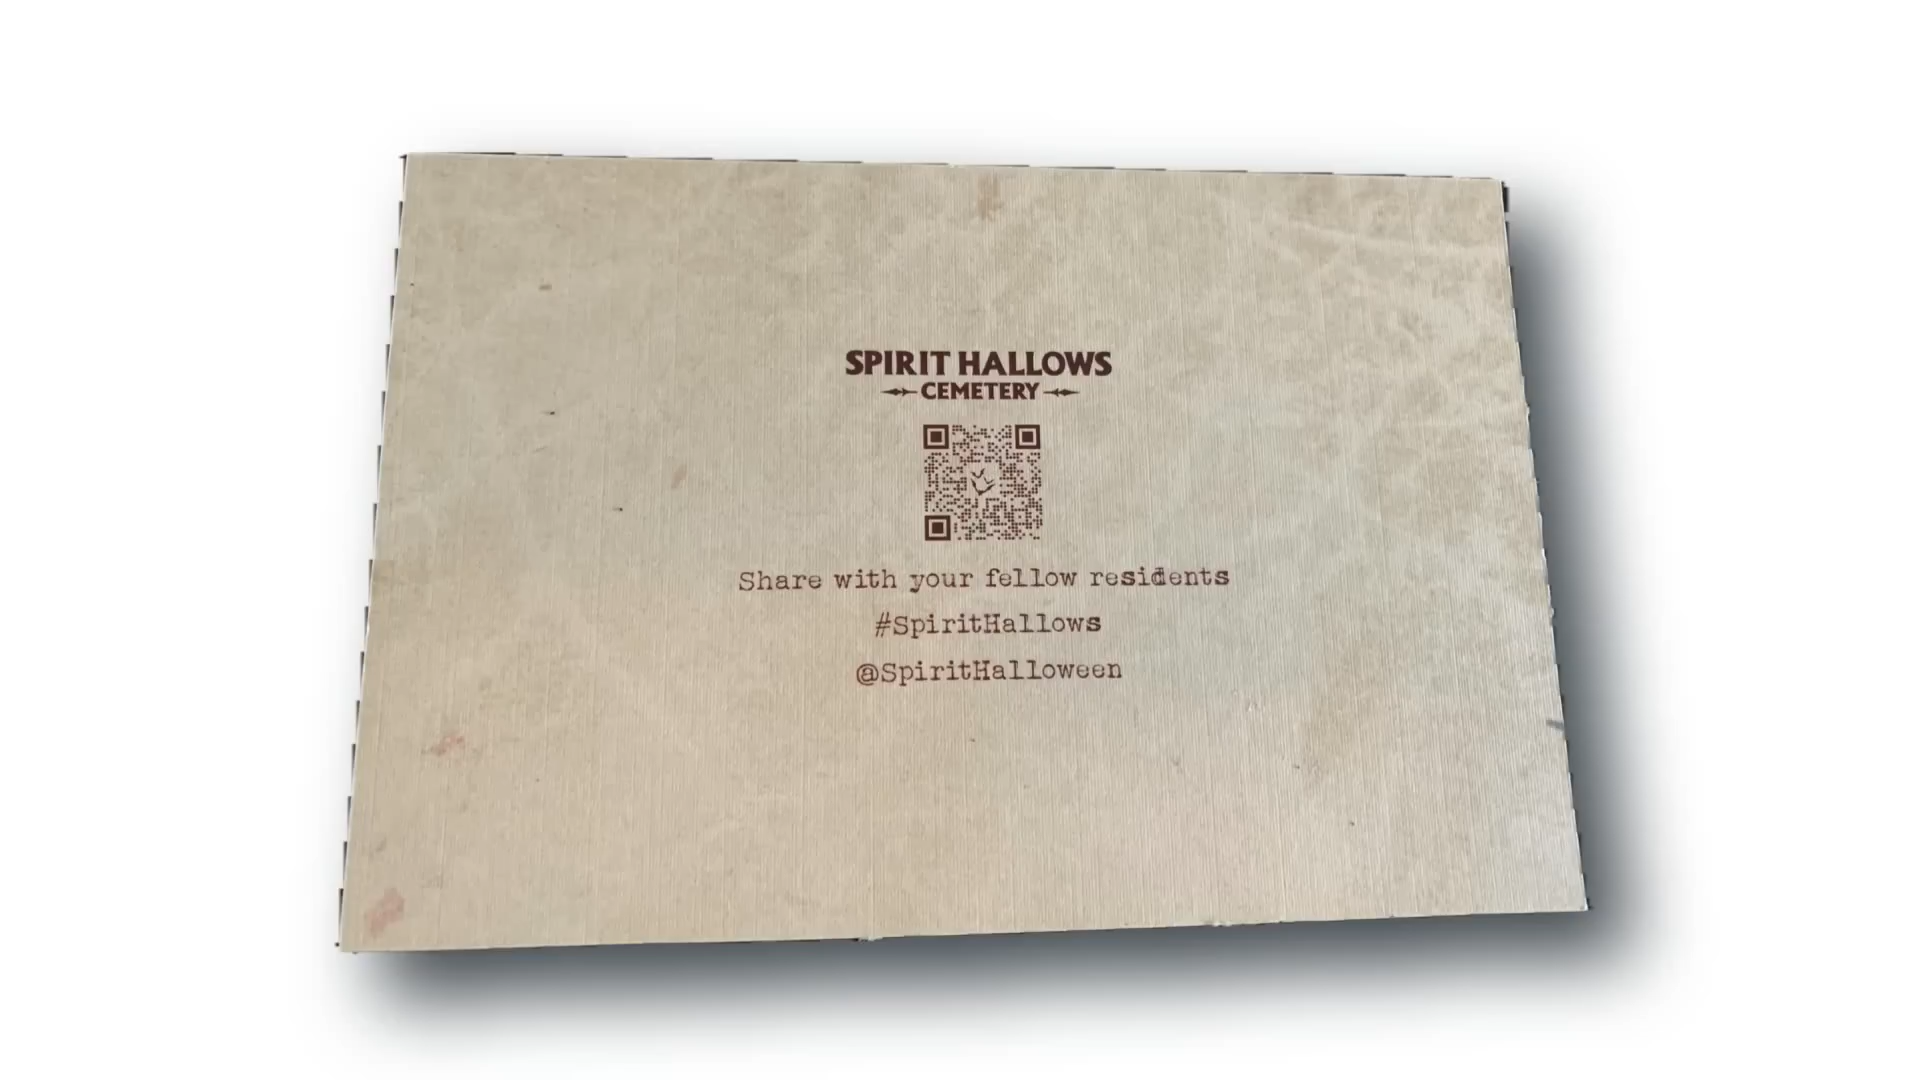 SPIRIT HALLOWS
CEMETERY
Share with your fellow residents
#SpiritHallows
@SpiritHalloween